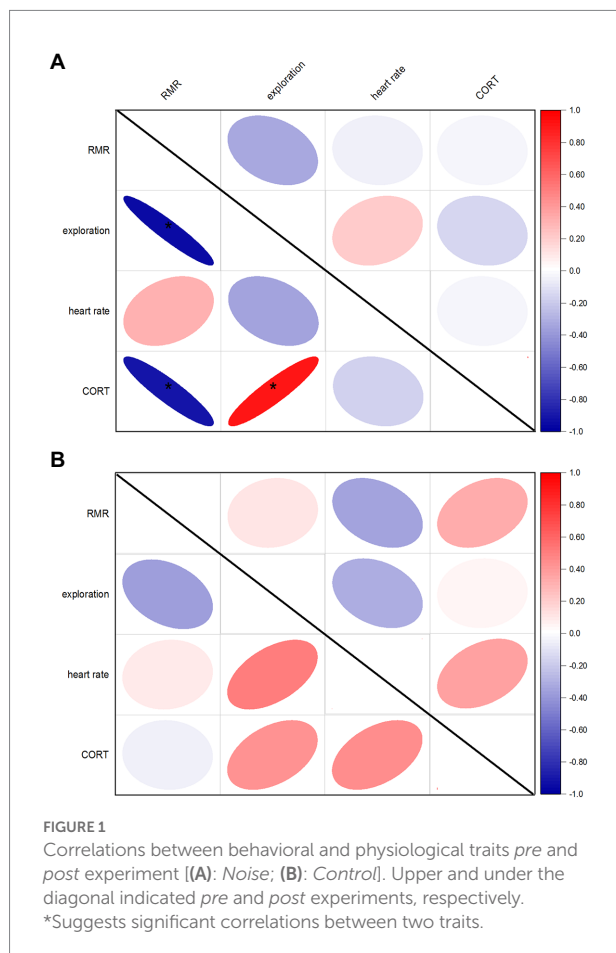 A
RMR
exploration
heart rate
CORT
RMR
exploration
heart rate
CORT
*
*
*
1.0
0.80
0.60
0.40
0.20
0.0
-0.20
-0.40
-0.60
-0.80
-1.0
B
RMR
exploration
heart rate
CORT
1.0
0.80
0.60
0.40
0.20
0.0
-0.20
-0.40
-0.60
-0.80
-1.0
FIGURE 1
Correlations between behavioral and physiological traits pre and
post experiment [(A): Noise; (B): Control]. Upper and under the
diagonal indicated pre and post experiments, respectively.
*Suggests significant correlations between two traits.